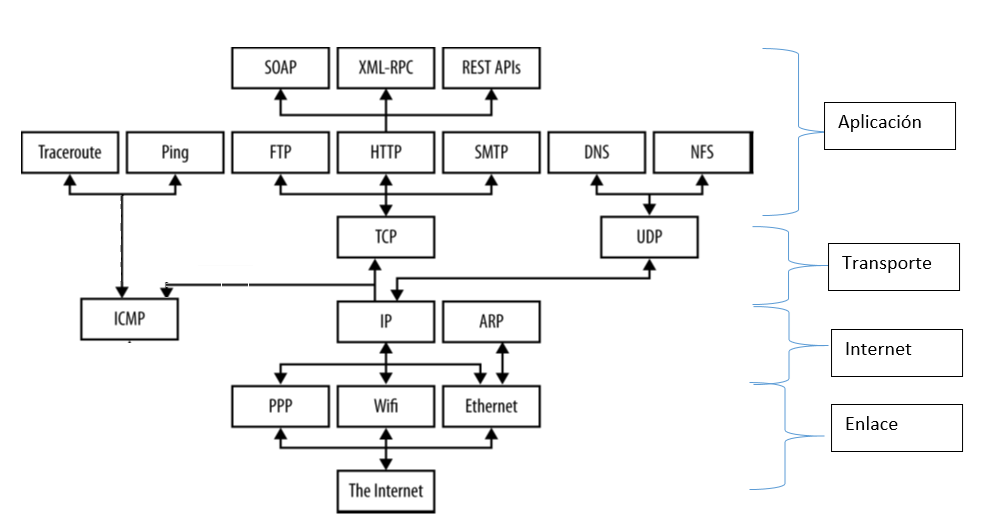 SOAP
XML-RPC
REST APIs
Aplicación
Traceroute
Ping
FTP
HTTP
SMTP
DNS
NFS
TCP
UDP
Transporte
ICMP
IP
ARP
Internet
PPP
Wifi
Ethernet
Enlace
The Internet